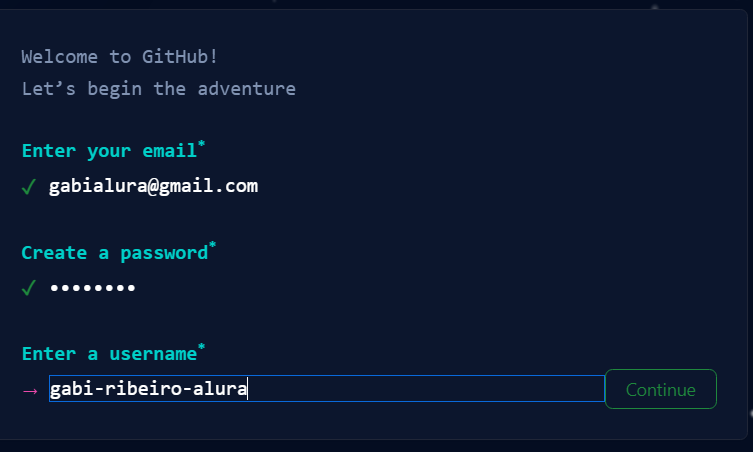 Welcome to GitHub!
Let’s begin the adventure
Enter your email*
✓ gabialura@gmail.com
Create a password*
✓ ••••••••
Enter a username*
→ gabi-ribeiro-alura
Continue